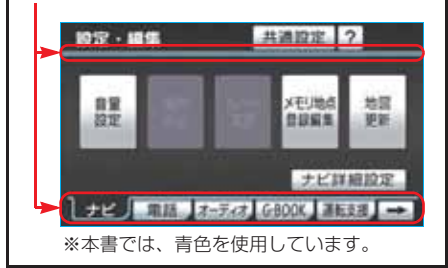 設定・編集 共通設定 ?
音量 メモリ地点 地図
設定 登録編集 更新
ナビ詳細設定
ナビ 電話 オーディオ G-BOOK 運転支援 →
※本書では、青色を使用しています。